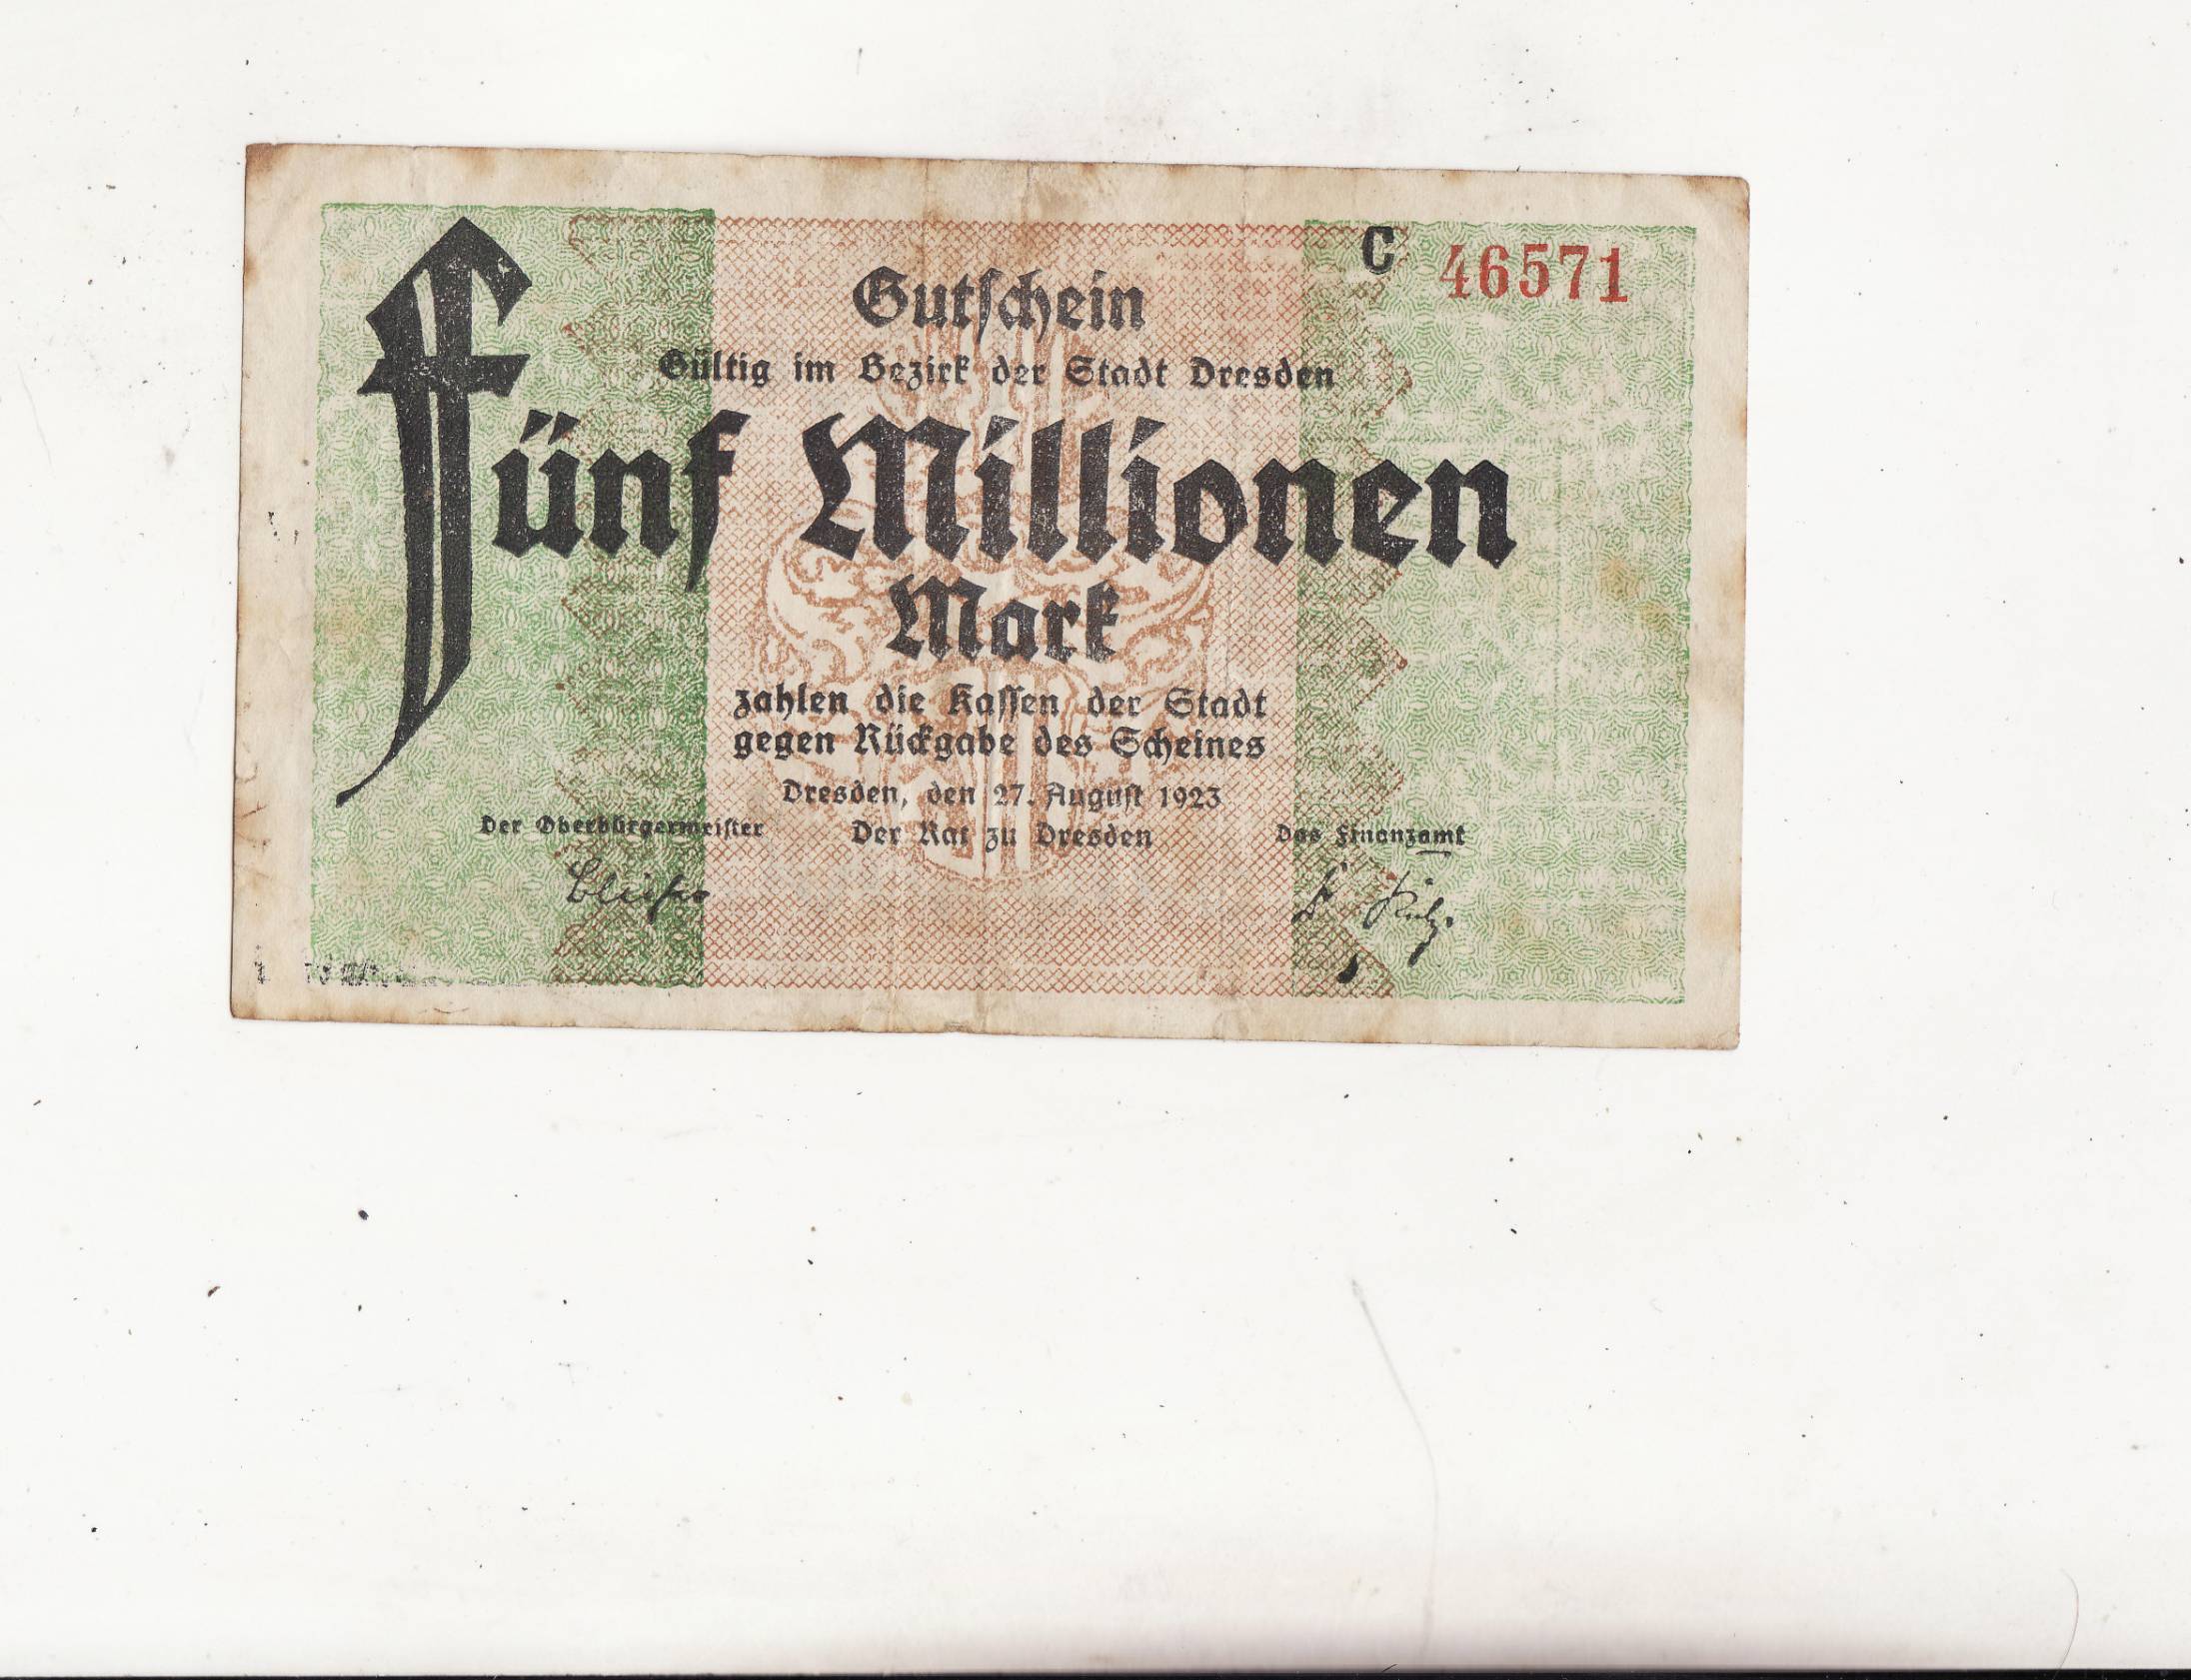 C 46571
Gutschein
Gültig im Bezirk der Stadt Dresden
Fünf Millionen
Mark
zahlen die Kassen der Stadt
gegen Rückgabe des Scheines
Dresden, den 27. August 1923
Der Oberbürgermeister Der Rat zu Dresden Das Finanzamt